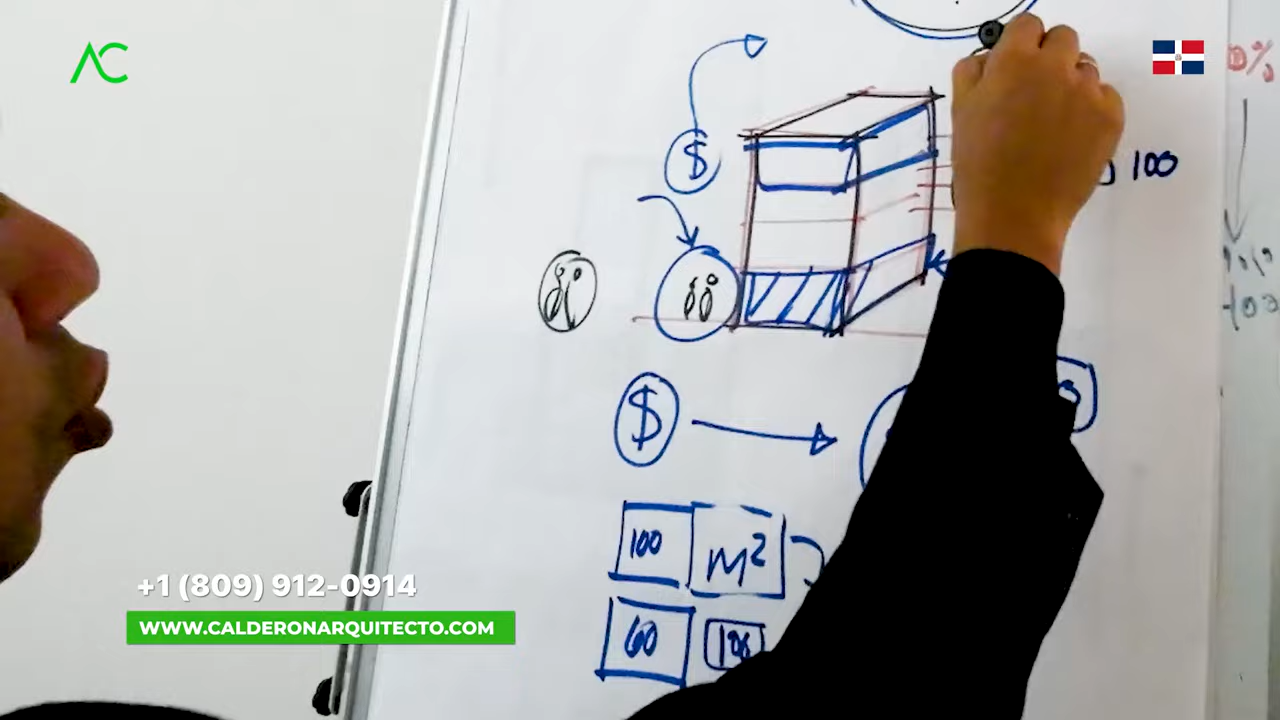 AC
$
100
$
100
m²
60
100
+1 (809) 912-0914
WWW.CALDERONARQUITECTO.COM